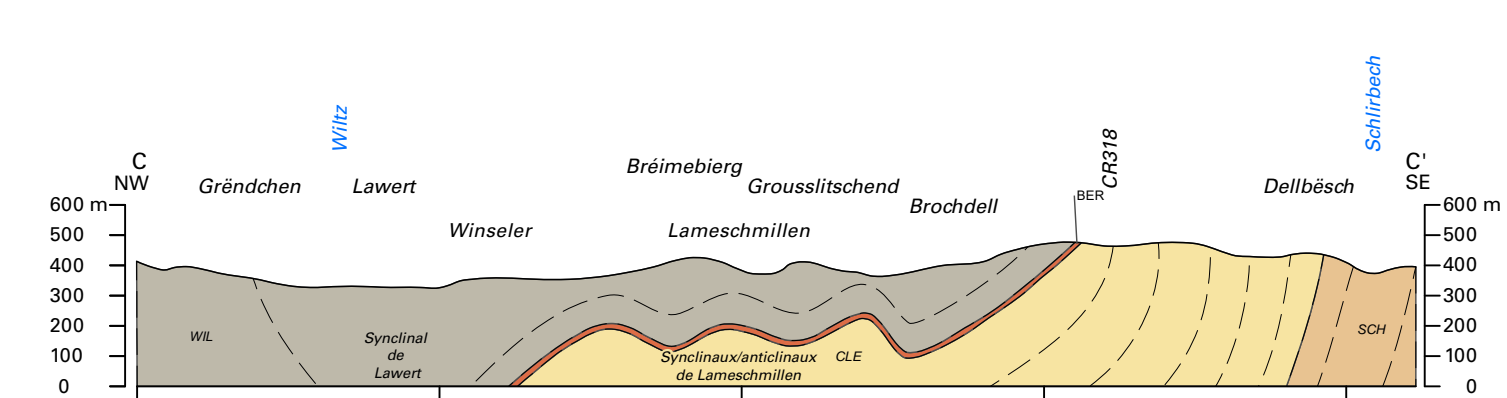 Wiltz
Schlirbech
CR318
C
NW
C'
SE
Bréimebierg
Grëndchen
Lawert
Grousslitschend
Dellbësch
Brochdell
BER
Winseler
Lameschmillen
600 m
500
400
300
200
100
0
600 m
500
400
300
200
100
0
WIL
Synclinal
de
Lawert
Synclinaux/anticlinaux
de Lameschmillen
CLE
SCH